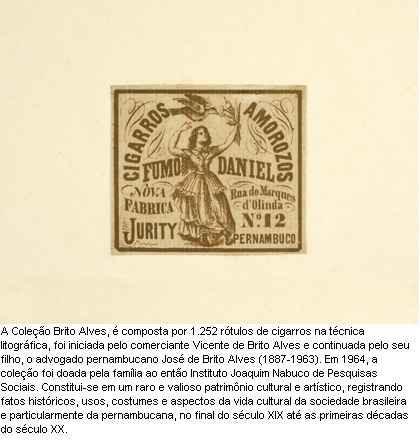 CIGARROS AMOROZOS
FUMO DANIEL
NOVA
FABRICA
JURITY
Rua do Marques
d'Olinda
Nº 12
PERNAMBUCO
A Coleção Brito Alves, é composta por 1.252 rótulos de cigarros na técnica
litográfica, foi iniciada pelo comerciante Vicente de Brito Alves e continuada pelo seu
filho, o advogado pernambucano José de Brito Alves (1887-1963). Em 1964, a
coleção foi doada pela família ao então Instituto Joaquim Nabuco de Pesquisas
Sociais. Constitui-se em um raro e valioso patrimônio cultural e artístico, registrando
fatos históricos, usos, costumes e aspectos da vida cultural da sociedade brasileira
e particularmente da pernambucana, no final do século XIX até as primeiras décadas
do século XX.